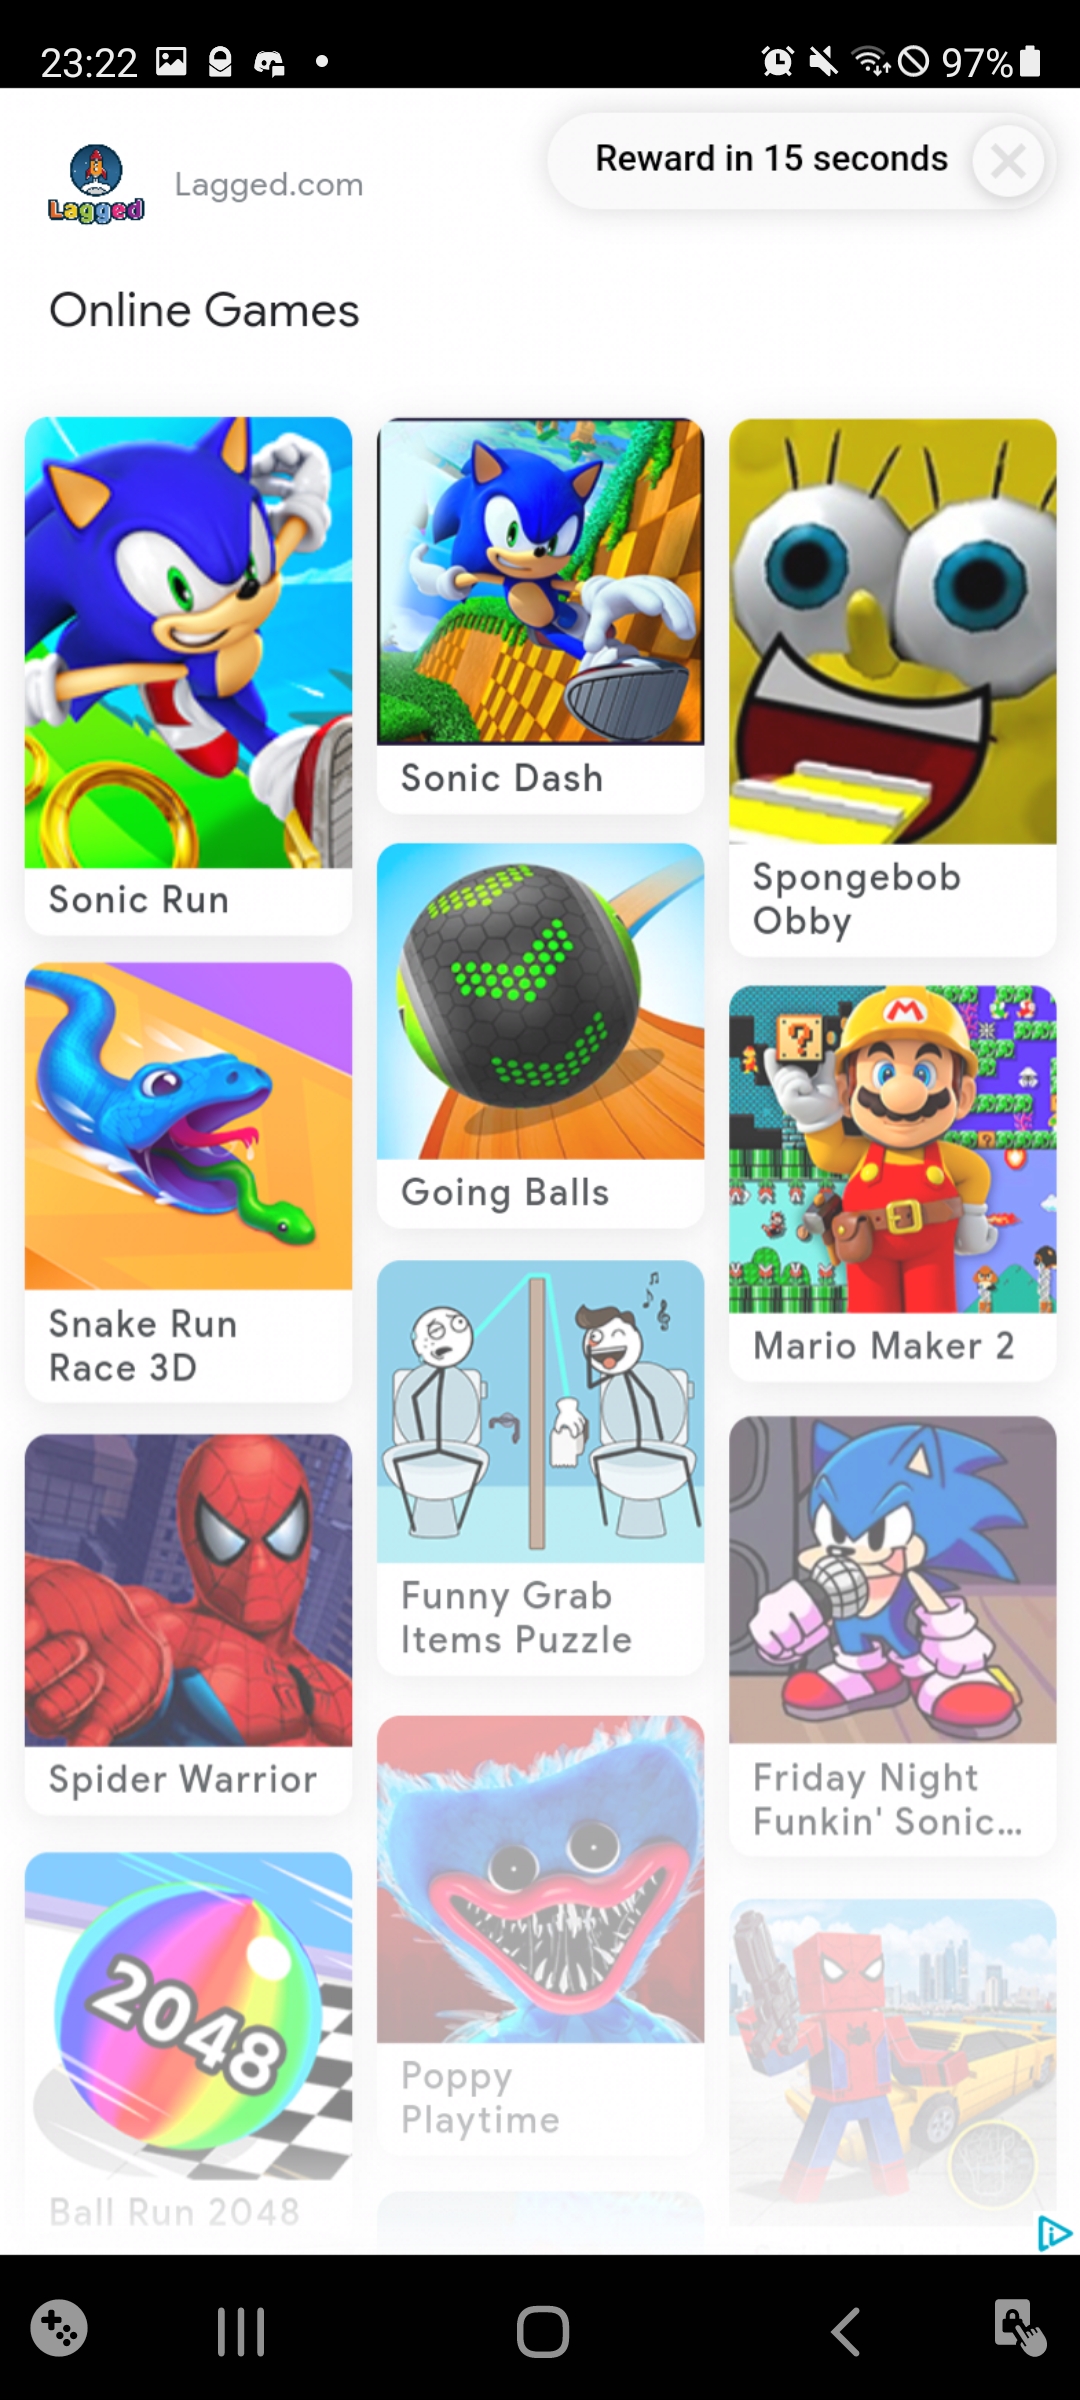 23:22
97%
Lagged
Lagged.com
Reward in 15 seconds
Online Games
Sonic Run
Sonic Dash
Spongebob
Obby
Snake Run
Race 3D
Going Balls
?
M
Mario Maker 2
Spider Warrior
Funny Grab
Items Puzzle
Friday Night
Funkin' Sonic...
2048
Ball Run 2048
Poppy
Playtime